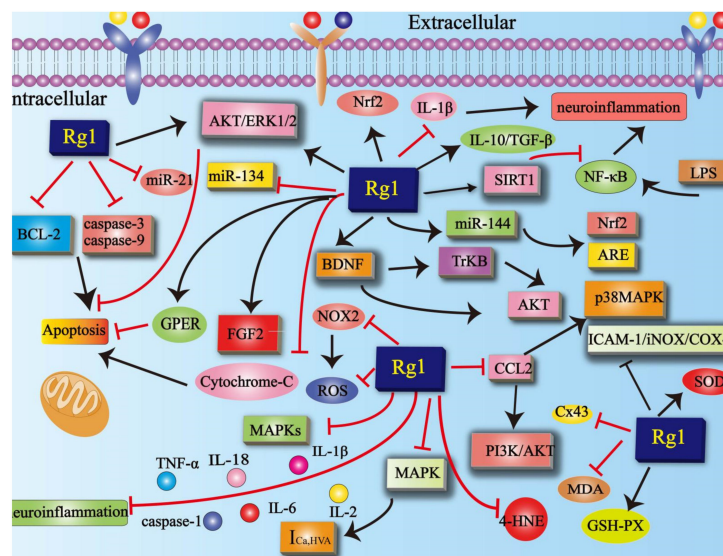 Extracellular
ntracellular
Nrf2
IL-1β
neuroinflammation
AKT/ERK1/2
Rg1
IL-10/TGF-β
miR-21
miR-134
Rg1
SIRT1
NF-κB
LPS
BCL-2
caspase-3
caspase-9
miR-144
Nrf2
ARE
BDNF
TrKB
AKT
p38MAPK
Apoptosis
GPER
FGF2
NOX2
ICAM-1/iNOX/COX-
Cytochrome-C
ROS
Rg1
CCL2
SOD
Cx43
Rg1
MAPKs
IL-1β
PI3K/AKT
TNF-α
IL-18
MAPK
MDA
euroinflammation
caspase-1
IL-6
IL-2
4-HNE
GSH-PX
ICa,HVA